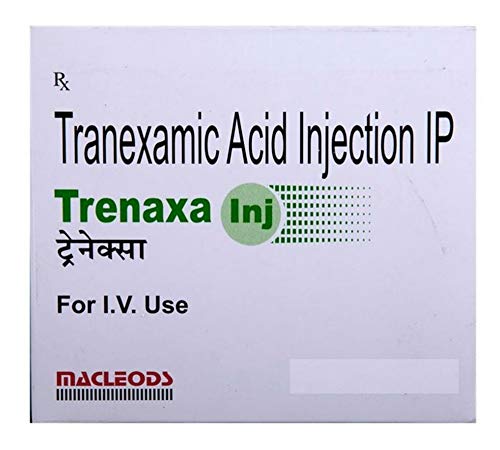 Rx
Tranexamic Acid Injection IP
Trenaxa Inj
ट्रेनेक्सा
For I.V. Use
MACLEODS